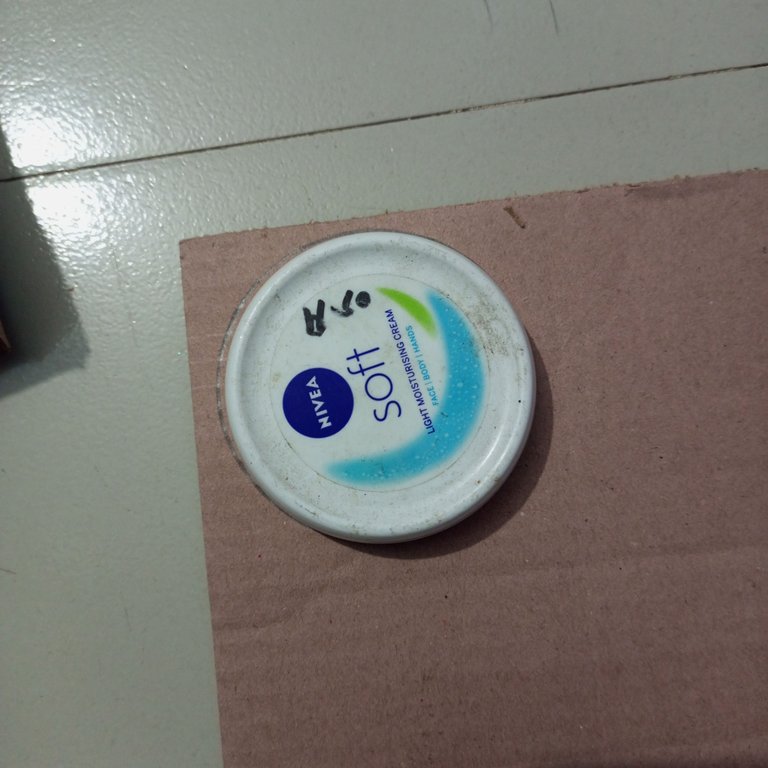 NIVEA
soft
LIGHT MOISTURISING CREAM
FACE | BODY | HANDS